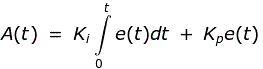 A(t) = K_i ∫_0^t e(t)dt + K_p e(t)